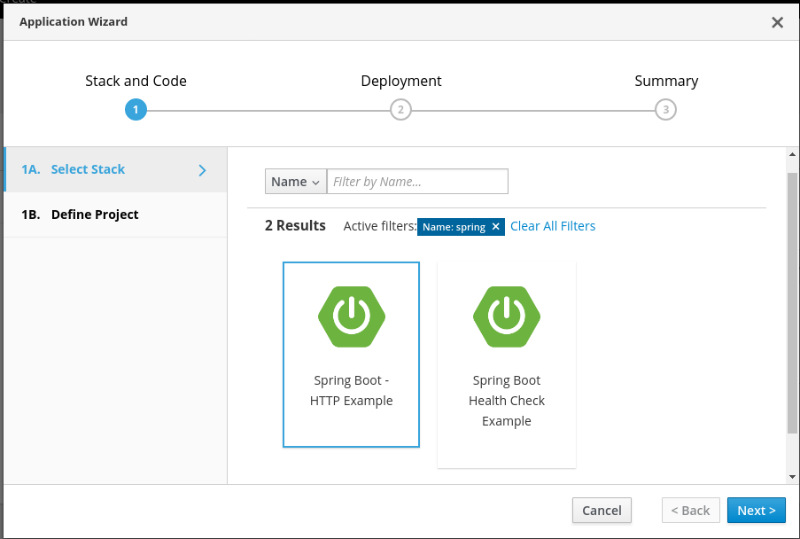 Application Wizard
Stack and Code
Deployment
Summary
1
2
3
1A. Select Stack
1B. Define Project
Name
Filter by Name...
2 Results
Active filters:
Name: spring
Clear All Filters
Spring Boot -
HTTP Example
Spring Boot
Health Check
Example
Cancel
< Back
Next >